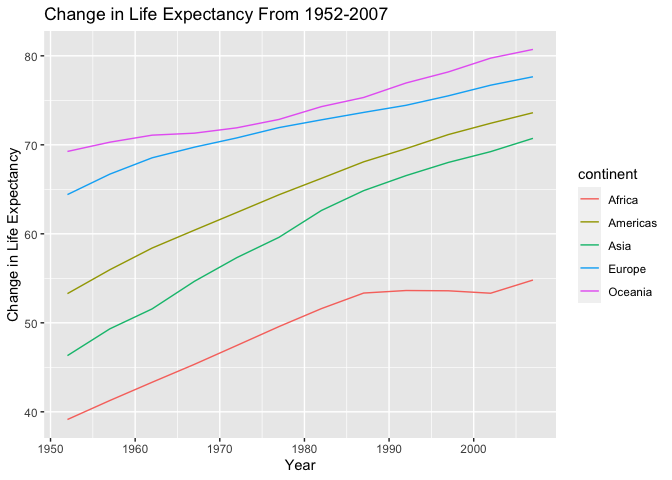 Change in Life Expectancy From 1952-2007
Change in Life Expectancy
80
70
60
50
40
1950
1960
1970
1980
1990
2000
Year
continent
Africa
Americas
Asia
Europe
Oceania